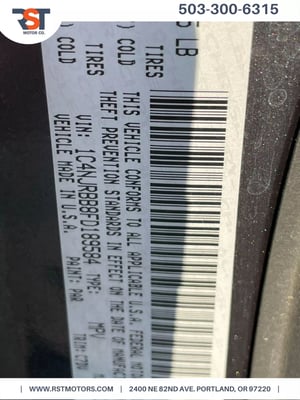 RST
MOTOR CO.
503-300-6315
5 LB
TIRES
) COLD
TIRES
) COLD
THIS VEHICLE CONFORMS TO ALL APPLICABLE U.S.A. FEDERAL MOTOR
THEFT PREVENTION STANDARDS IN EFFECT ON THE DATE OF MANUFAC
VIN: 1C4NJRBB8FD189584 TYPE: MPV
VEHICLE MADE IN U.S.A. PAINT: PAR TRIM:
WWW.RSTMOTORS.COM | 2400 NE 82ND AVE. PORTLAND, OR 97220